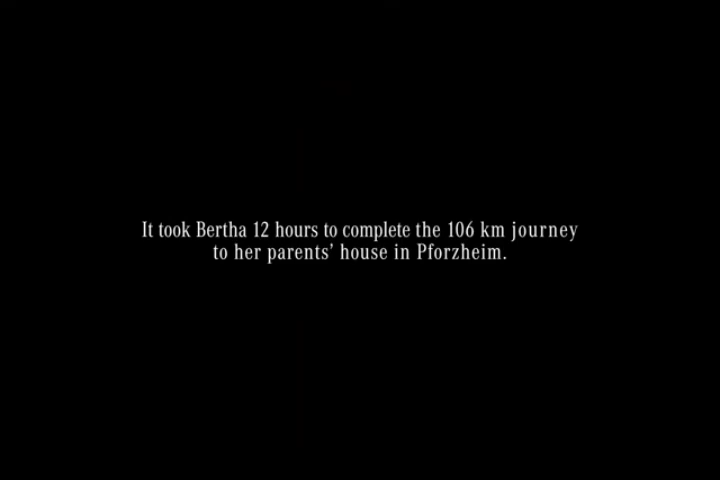 It took Bertha 12 hours to complete the 106 km journey
to her parents’ house in Pforzheim.